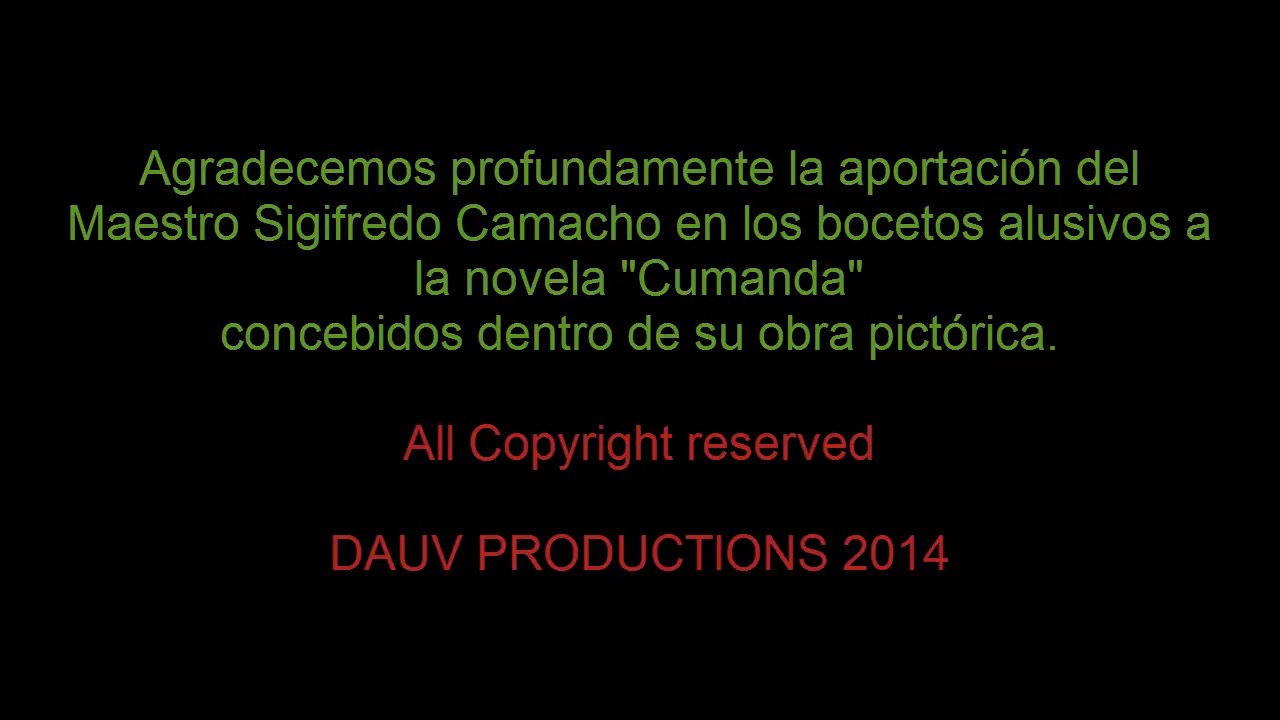 Agradecemos profundamente la aportación del
Maestro Sigifredo Camacho en los bocetos alusivos a
la novela "Cumanda"
concebidos dentro de su obra pictórica.
All Copyright reserved
DAUV PRODUCTIONS 2014